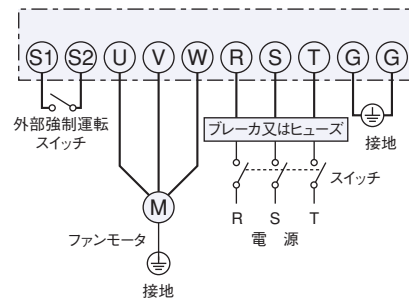 S1 S2 U V W R S T G G
外部強制運転
スイッチ
ブレーカ又はヒューズ
接地
スイッチ
M
R S T
ファンモータ
電源
接地